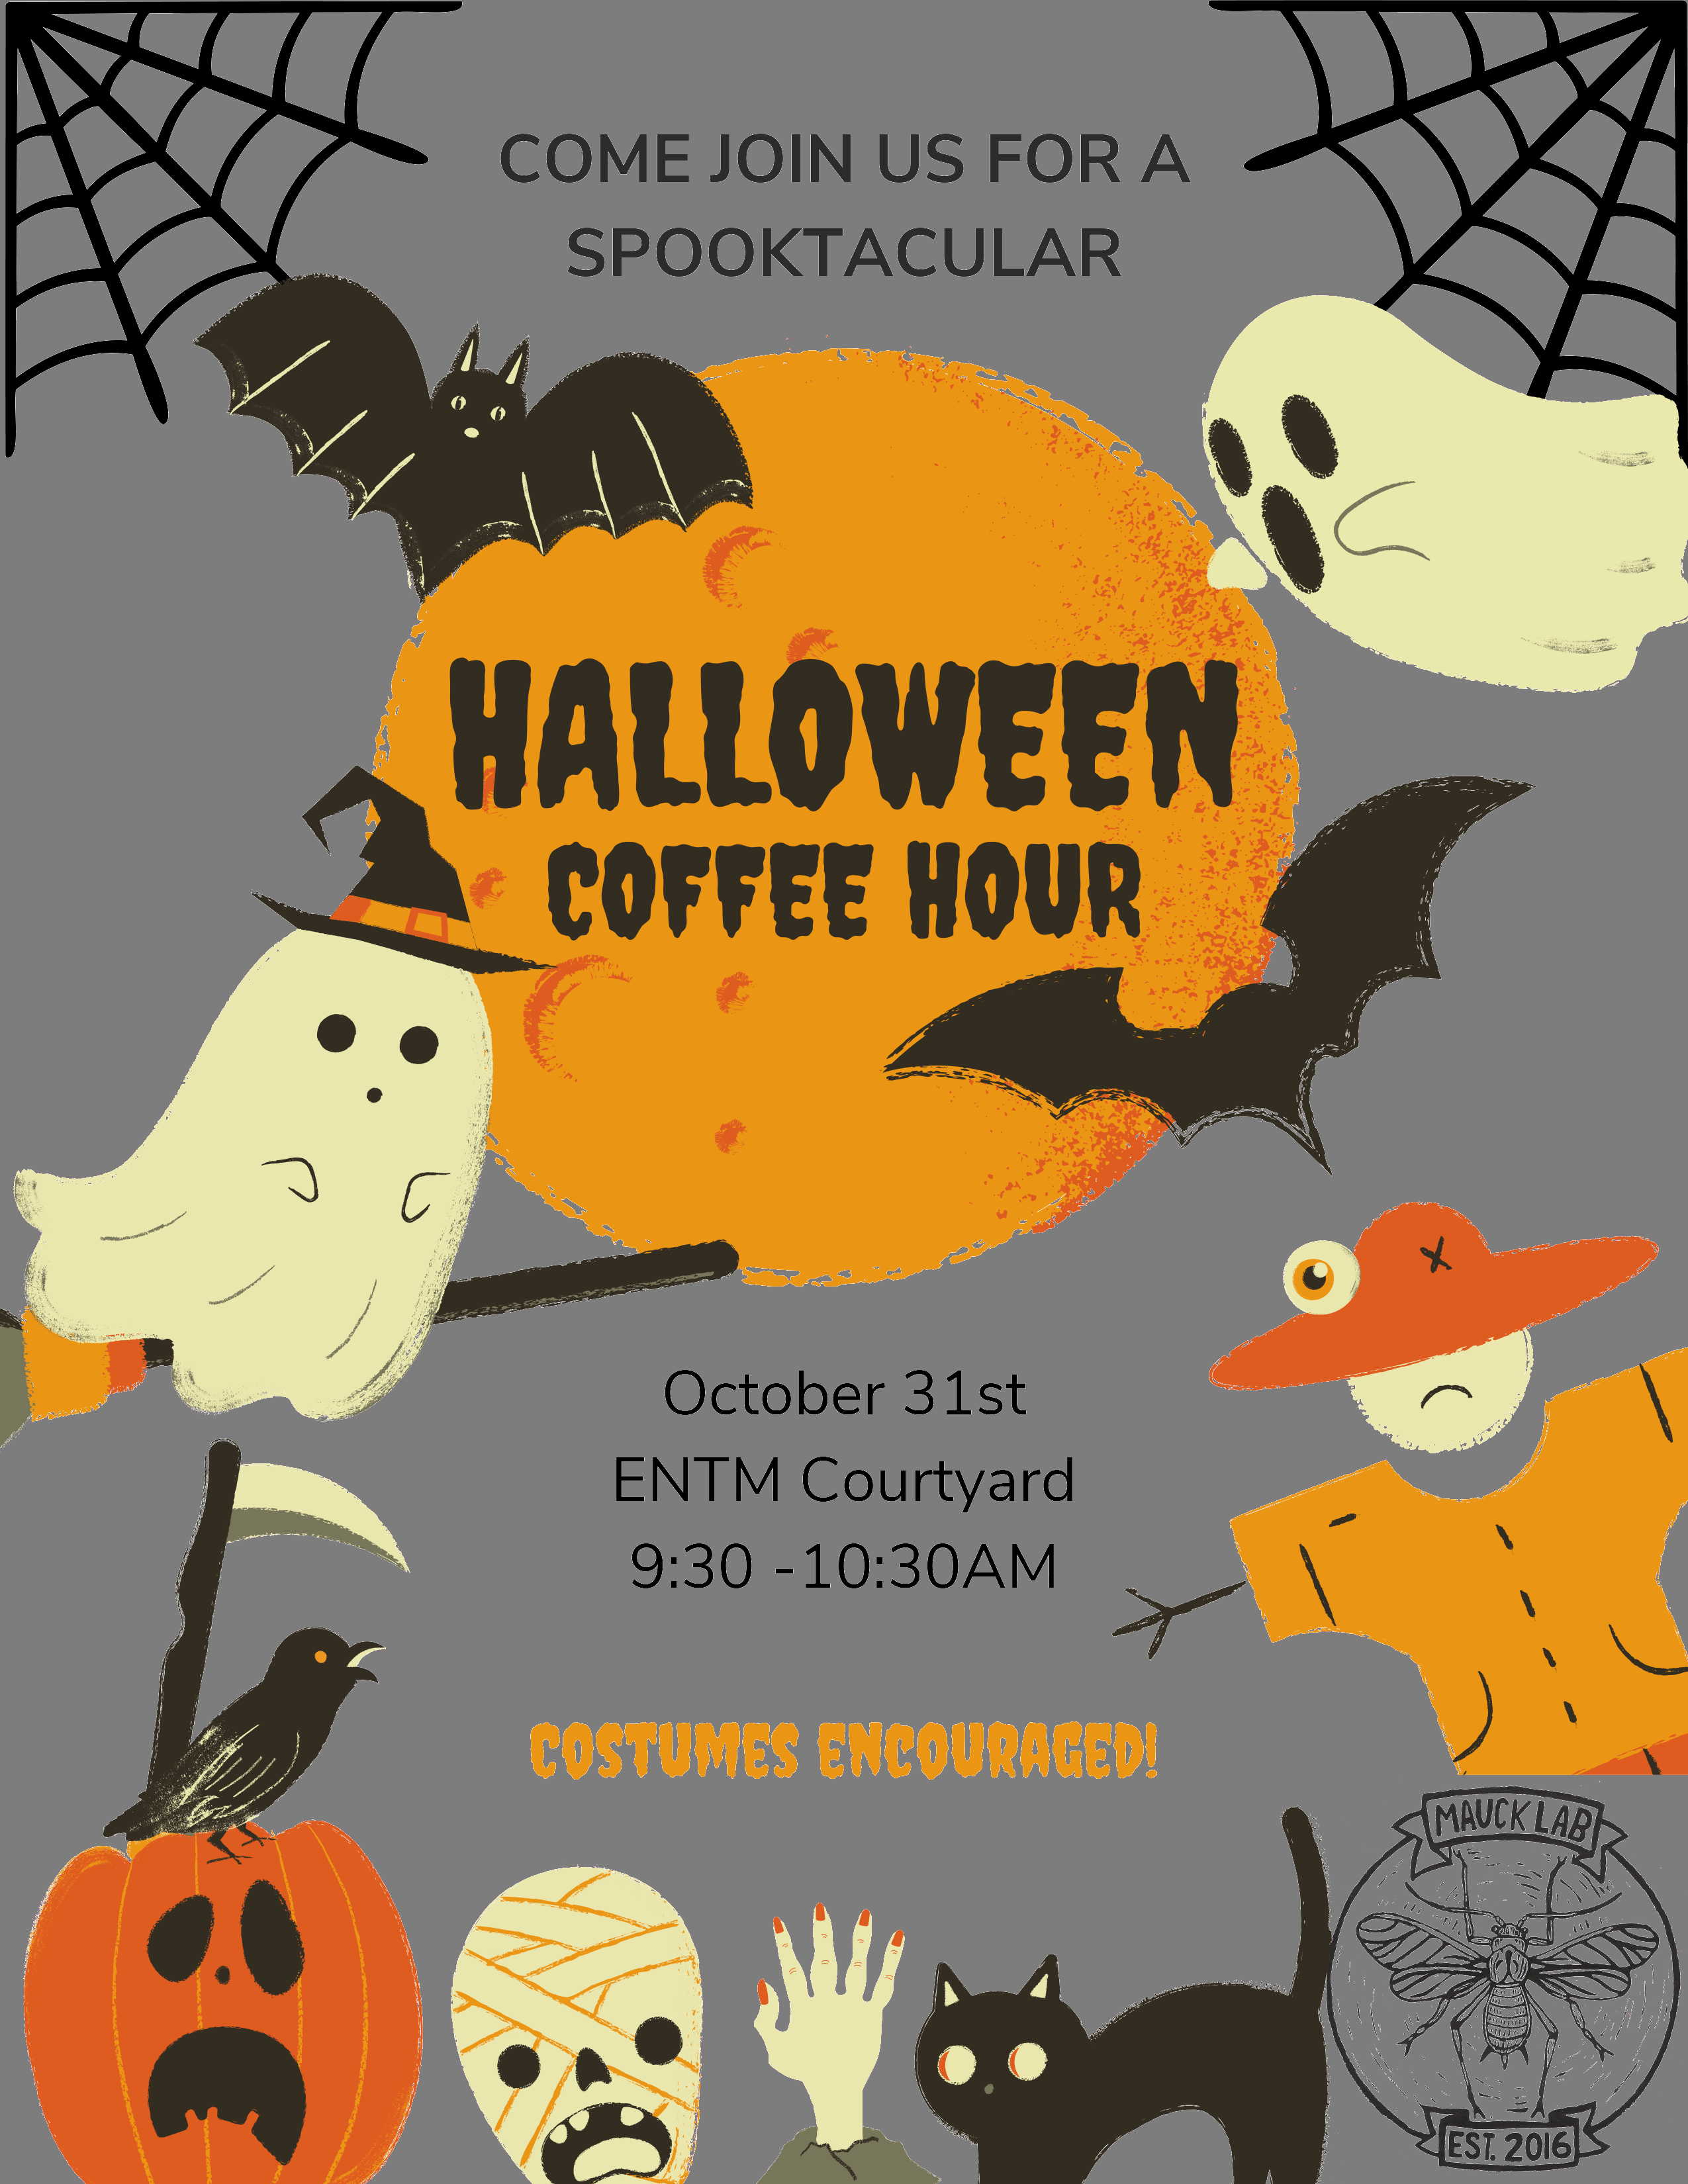 COME JOIN US FOR A
SPOOKTACULAR
HALLOWEEN
COFFEE HOUR
October 31st
ENTM Courtyard
9:30 -10:30AM
COSTUMES ENCOURAGED!
MAUCK LAB
EST. 2016